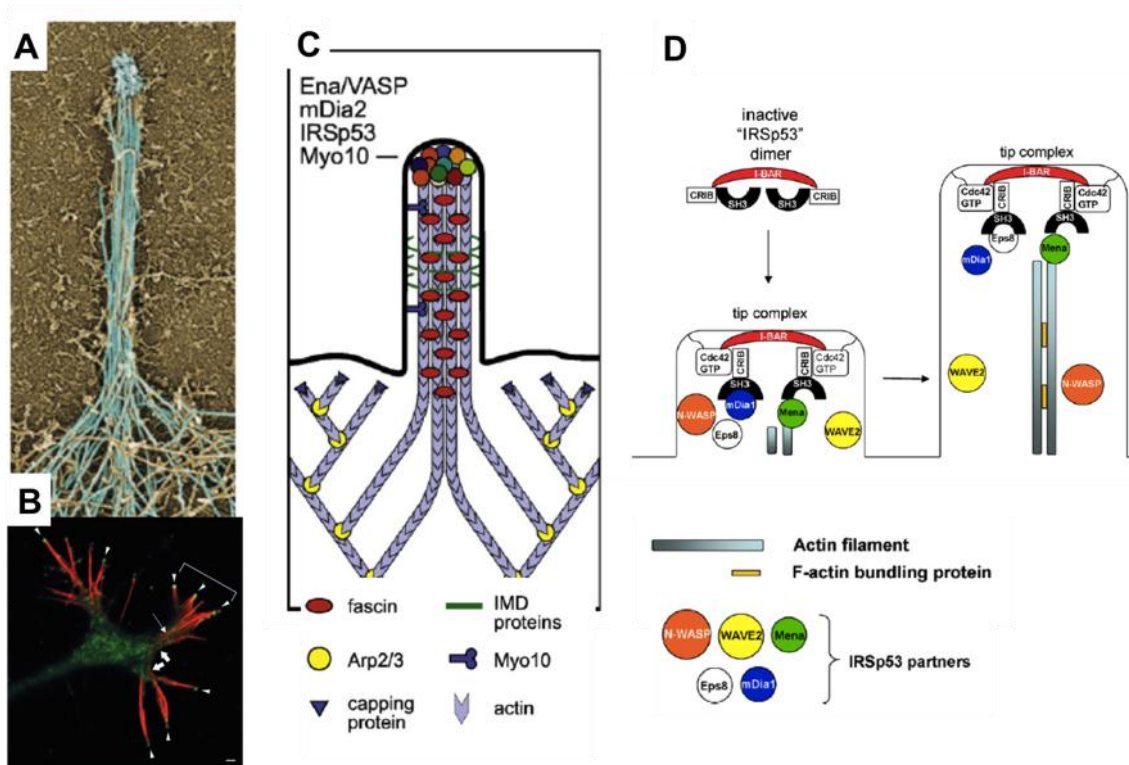 A
B
C
Ena/VASP
mDia2
IRSp53
Myo10
fascin
IMD
proteins
Arp2/3
Myo10
capping
protein
actin
D
inactive
"IRSp53"
dimer
I-BAR
CRIB
SH3
SH3
CRIB
tip complex
I-BAR
Cdc42
GTP
CRIB
CRIB
Cdc42
GTP
SH3
SH3
N-WASP
mDia1
Mena
Eps8
WAVE2
tip complex
I-BAR
Cdc42
GTP
CRIB
CRIB
Cdc42
GTP
SH3
SH3
Eps8
mDia1
Mena
WAVE2
N-WASP
Actin filament
F-actin bundling protein
N-WASP
WAVE2
Mena
Eps8
mDia1
IRSp53 partners